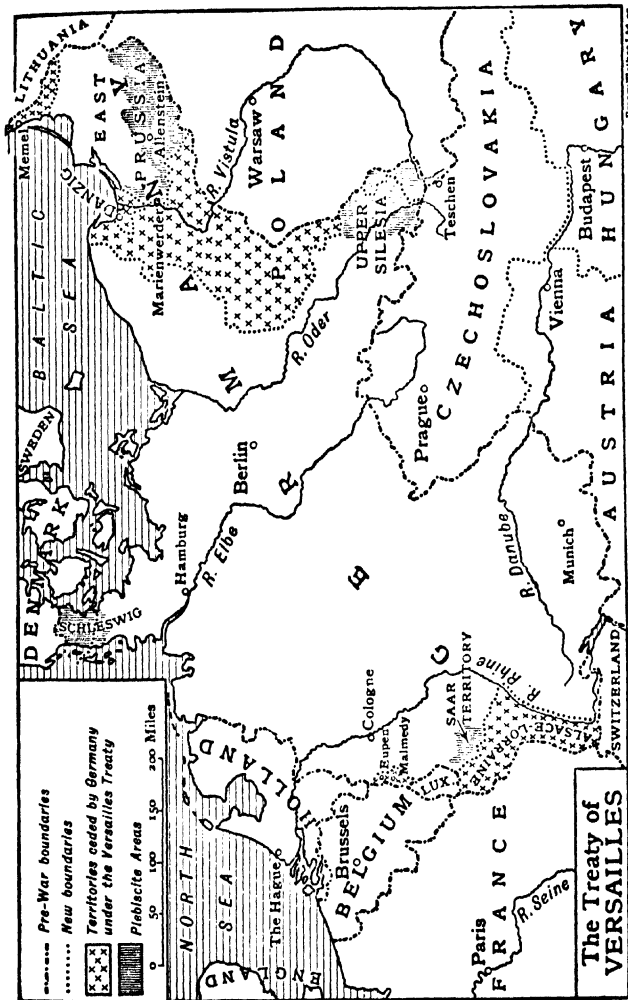 Pre-War boundaries
New boundaries
Territories ceded by Germany
under the Versailles Treaty
Plebiscite Areas
0 50 100 150 200 Miles
DENMARK
SWEDEN
BALTIC
SEA
Memel
LITHUANIA
SCHLESWIG
DANZIG
EAST
PRUSSIA
Allenstein
Marienwerder
NORTH
SEA
ENGLAND
Hamburg
R. Elbe
Berlin
R. Oder
R. Vistula
Warsaw
POLAND
GERMANY
HOLLAND
The Hague
Brussels
BELGIUM
Cologne
Eupen
Malmedy
LUX
SAAR
TERRITORY
R. Rhine
ALSACE-LORRAINE
UPPER
SILESIA
Teschen
Prague
CZECHOSLOVAKIA
Paris
R. Seine
FRANCE
SWITZERLAND
R. Danube
Munich
Vienna
Budapest
AUSTRIA HUNGARY
The Treaty of
VERSAILLES